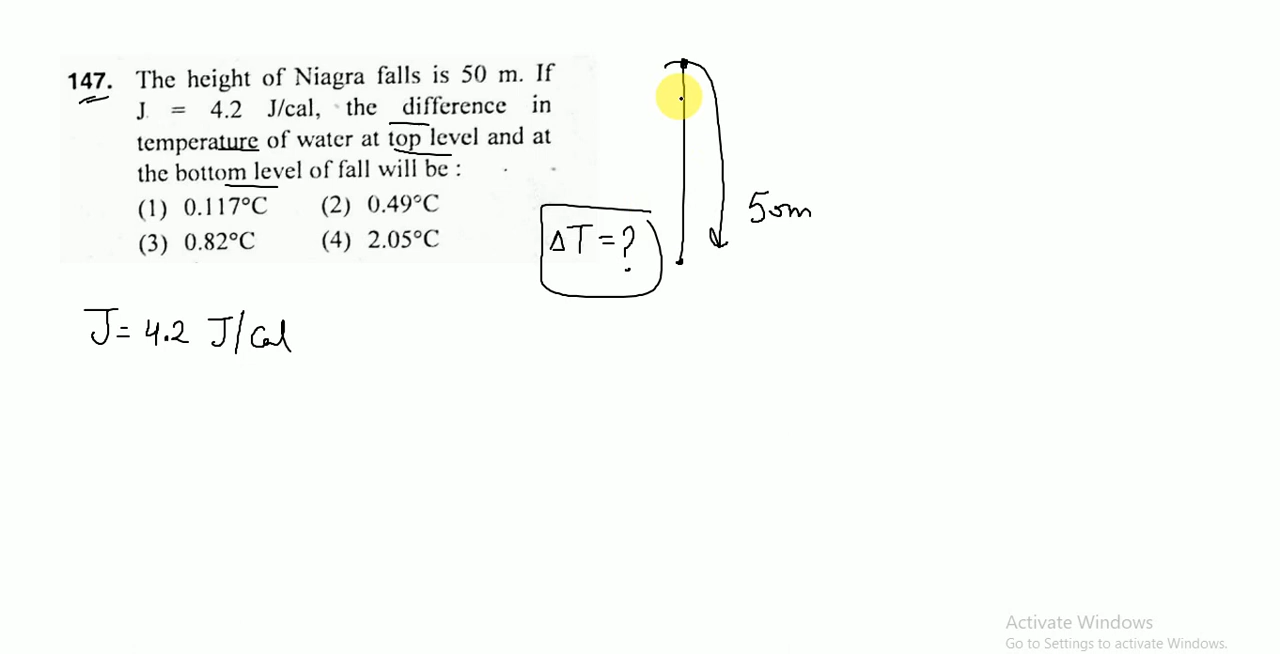 147. The height of Niagra falls is 50 m. If
J = 4.2 J/cal, the difference in
temperature of water at top level and at
the bottom level of fall will be :
(1) 0.117°C (2) 0.49°C
(3) 0.82°C (4) 2.05°C
50m
ΔT = ?
J = 4.2 J/Cal
Activate Windows
Go to Settings to activate Windows.